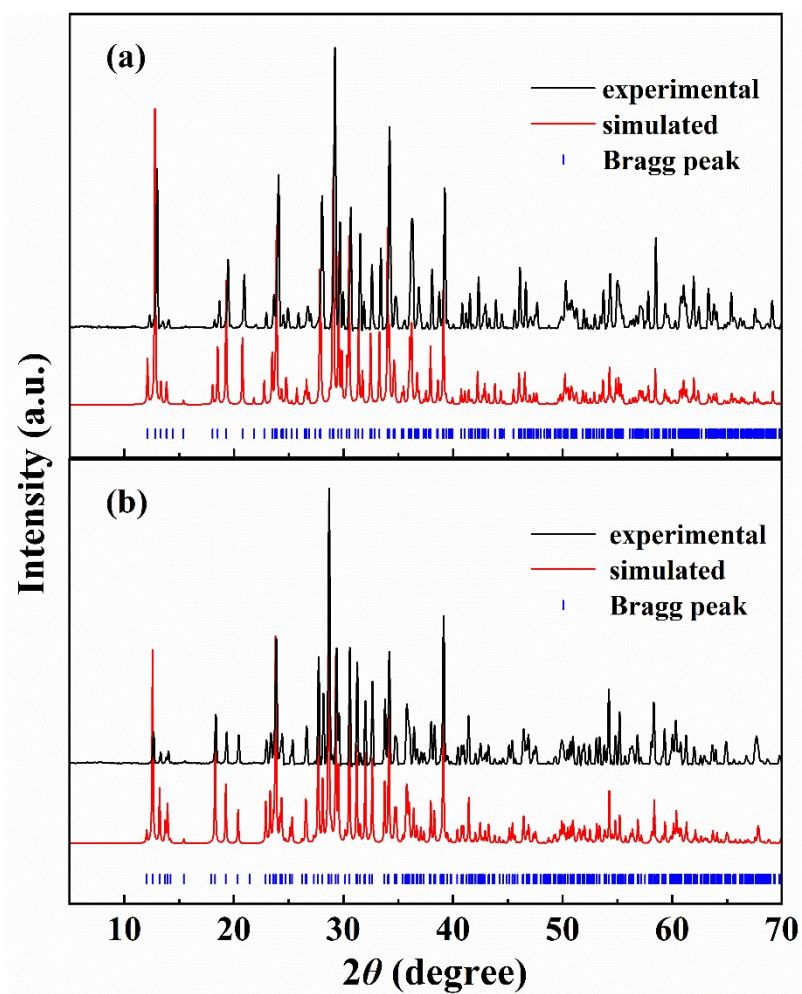 (a)
experimental
simulated
Bragg peak
(b)
experimental
simulated
Bragg peak
Intensity (a.u.)
10 20 30 40 50 60 70
2θ (degree)